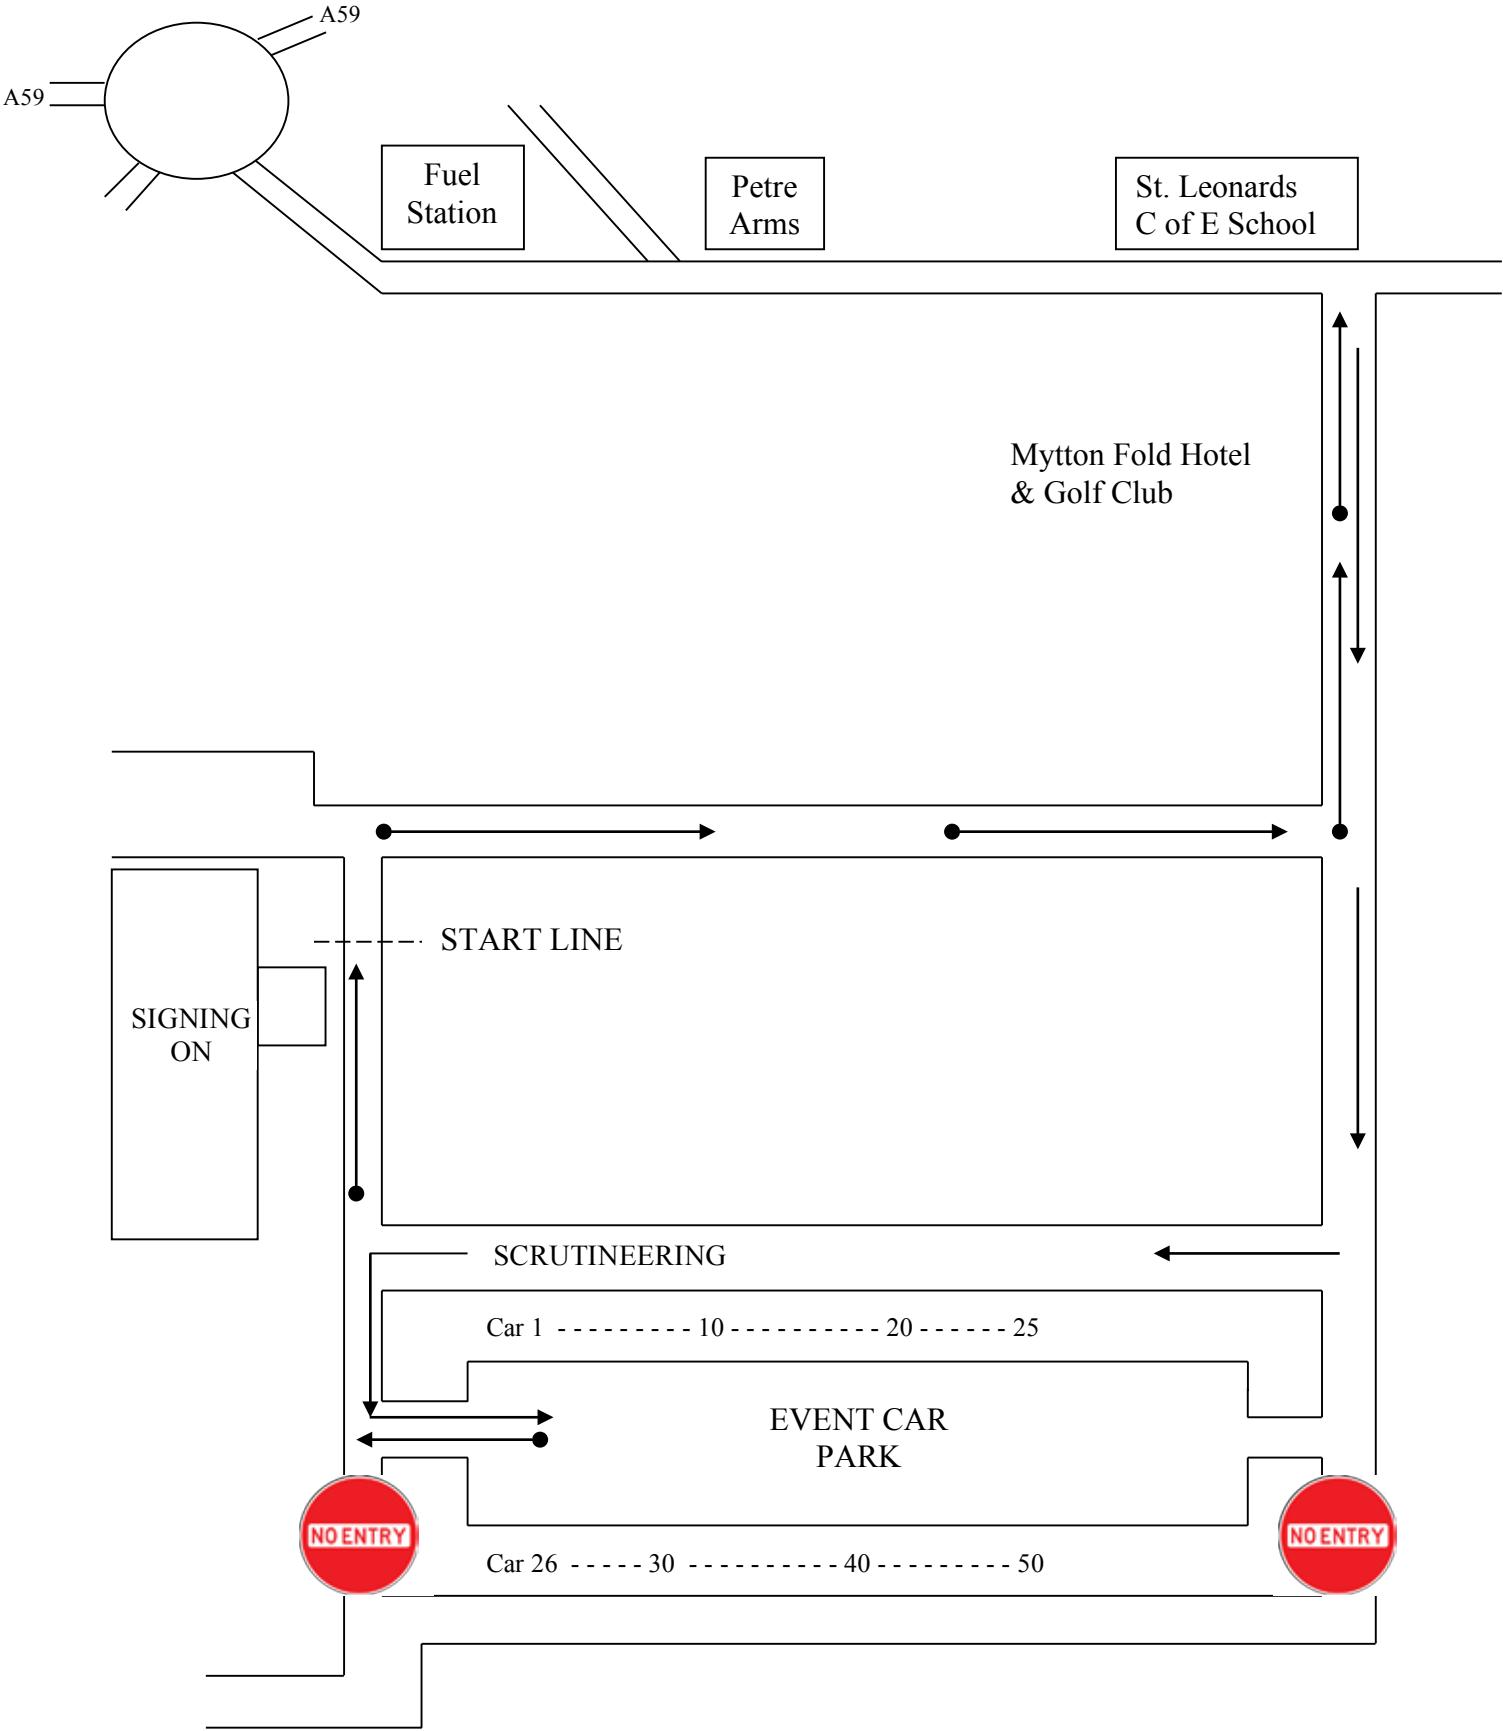 A59
A59
Fuel
Station
Petre
Arms
St. Leonards
C of E School
Mytton Fold Hotel
& Golf Club
START LINE
SIGNING
ON
SCRUTINEERING
Car 1 - - - - - - - - - 10 - - - - - - - - - - 20 - - - - - - 25
EVENT CAR
PARK
NO ENTRY
NO ENTRY
Car 26 - - - - - 30 - - - - - - - - - - 40 - - - - - - - - - 50